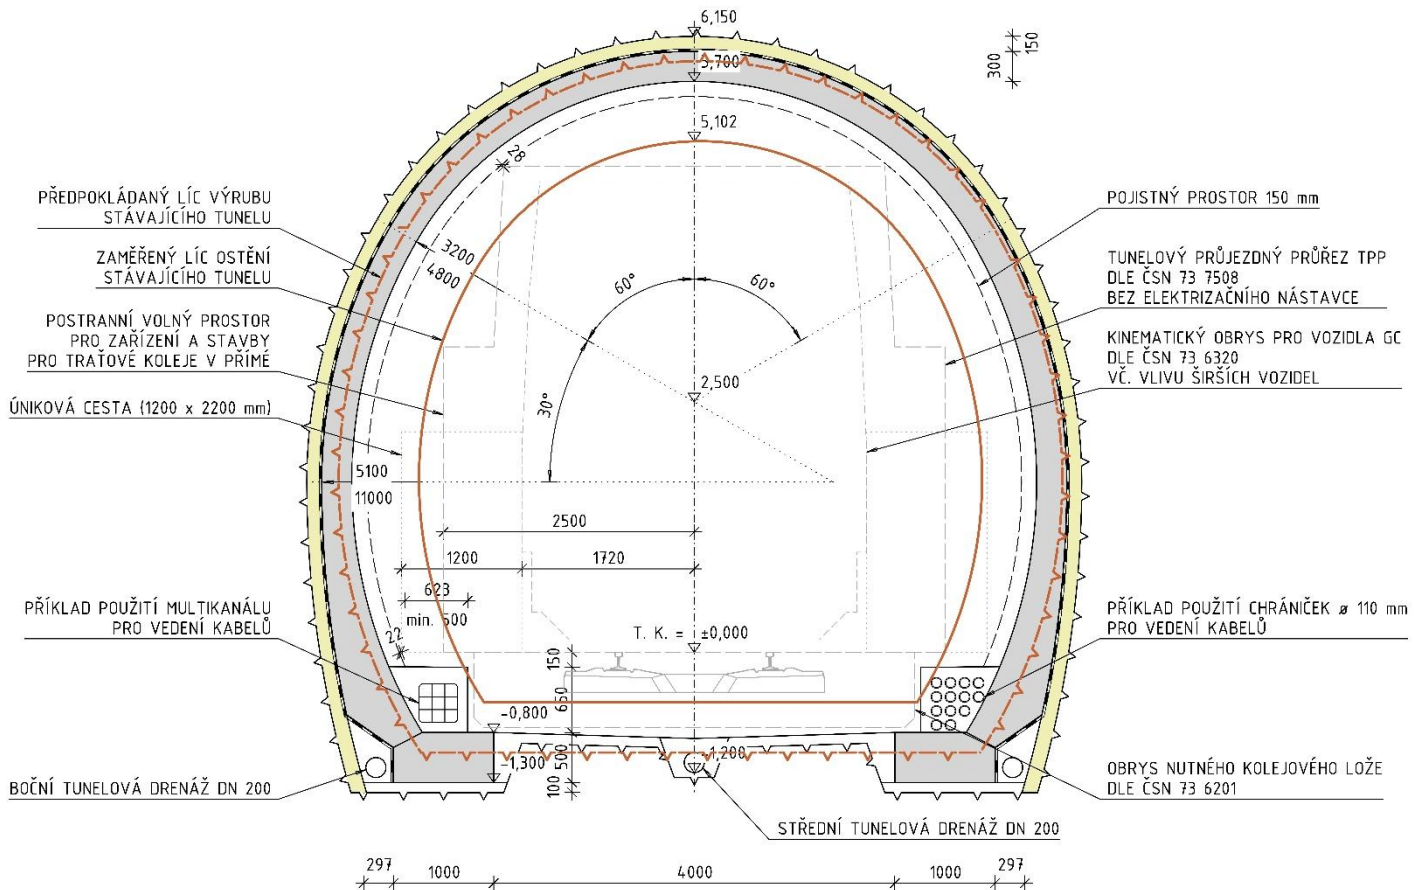 6,150
150
300
5,700
5,102
28
PŘEDPOKLÁDANÝ LÍC VÝRUBU
STÁVAJÍCÍHO TUNELU
POJISTNÝ PROSTOR 150 mm
ZAMĚŘENÝ LÍC OSTĚNÍ
STÁVAJÍCÍHO TUNELU
3200
4800
60°
60°
TUNELOVÝ PRŮJEZDNÝ PRŮŘEZ TPP
DLE ČSN 73 7508
BEZ ELEKTRIZAČNÍHO NÁSTAVCE
POSTRANNÍ VOLNÝ PROSTOR
PRO ZAŘÍZENÍ A STAVBY
PRO TRAŤOVÉ KOLEJE V PŘÍMÉ
KINEMATICKÝ OBRYS PRO VOZIDLA GC
DLE ČSN 73 6320
VČ. VLIVU ŠIRŠÍCH VOZIDEL
2,500
30°
ÚNIKOVÁ CESTA (1200 x 2200 mm)
5100
11000
2500
1200
1720
623
min. 500
PŘÍKLAD POUŽITÍ MULTIKANÁLU
PRO VEDENÍ KABELŮ
PŘÍKLAD POUŽITÍ CHRÁNIČEK ø 110 mm
PRO VEDENÍ KABELŮ
22
T. K. = ±0,000
150
650
-0,800
500
-1,200
-1,300
100
BOČNÍ TUNELOVÁ DRENÁŽ DN 200
OBRYS NUTNÉHO KOLEJOVÉHO LOŽE
DLE ČSN 73 6201
STŘEDNÍ TUNELOVÁ DRENÁŽ DN 200
297
1000
4000
1000
297